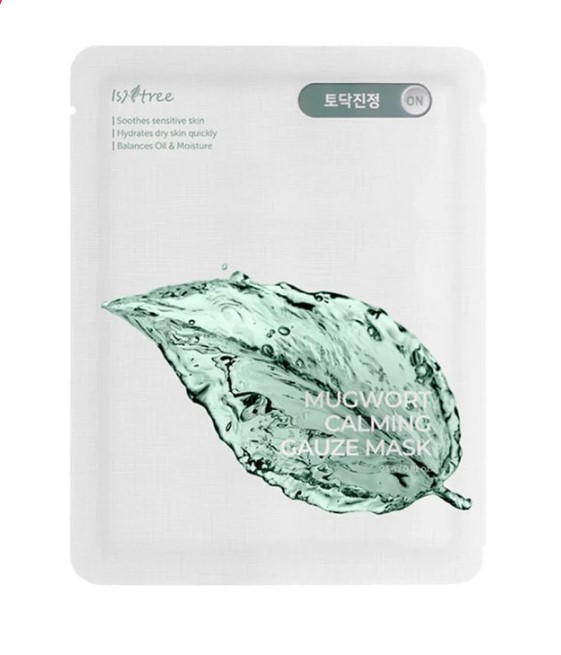 Isntree
토닥진정 ON
| Soothes sensitive skin
| Hydrates dry skin quickly
| Balances Oil & Moisture
MUGWORT
CALMING
GAUZE MASK